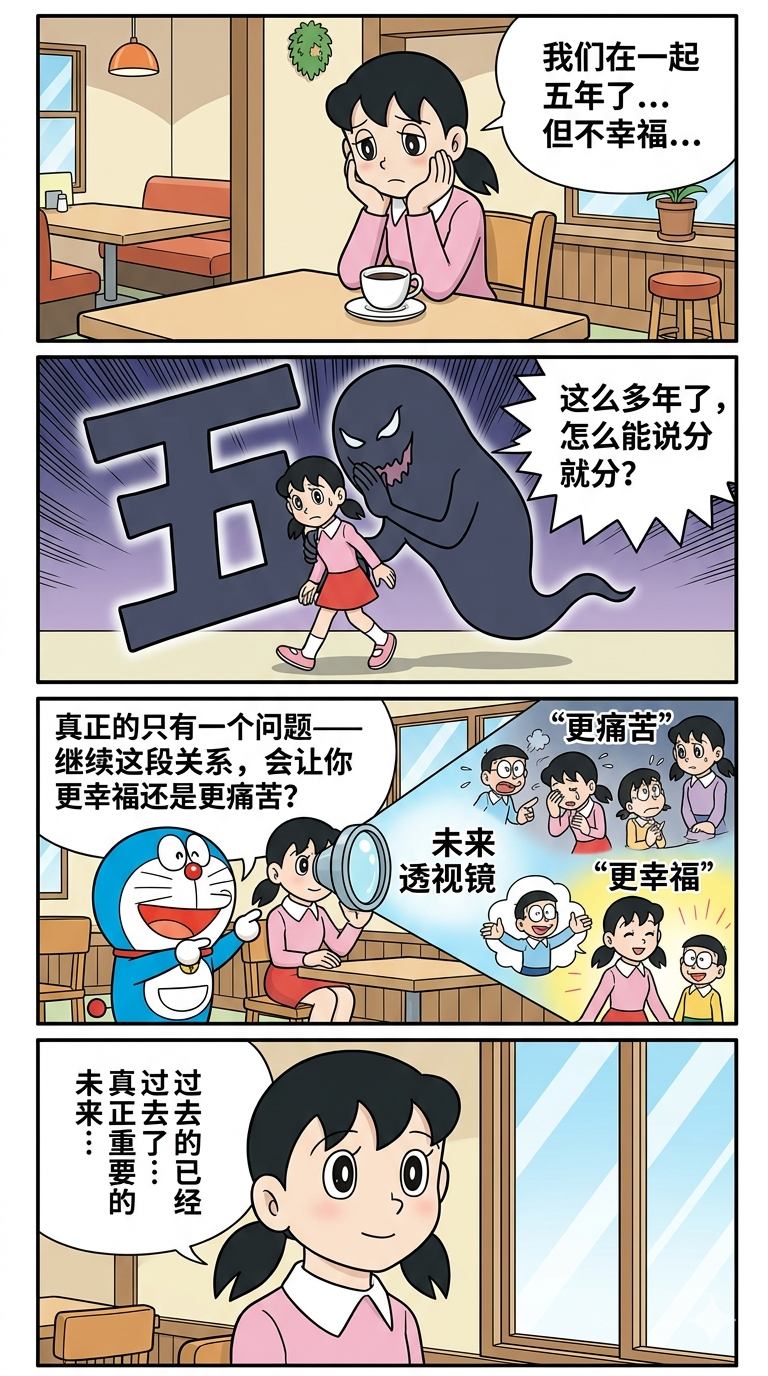 我们在一起
五年了…
但不幸福…
五
这么多年了，
怎么能说分
就分？
真正的只有一个问题——
继续这段关系，会让你
更幸福还是更痛苦？
“更痛苦”
未来
透视镜
“更幸福”
过去的已经
过去了…
真正重要的
未来…